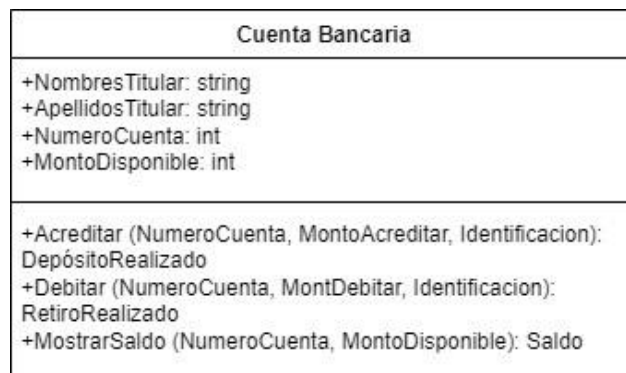 Cuenta Bancaria
+NombresTitular: string
+ApellidosTitular: string
+NumeroCuenta: int
+MontoDisponible: int
+Acreditar (NumeroCuenta, MontoAcreditar, Identificacion):
DepósitoRealizado
+Debitar (NumeroCuenta, MontDebitar, Identificacion):
RetiroRealizado
+MostrarSaldo (NumeroCuenta, MontoDisponible): Saldo